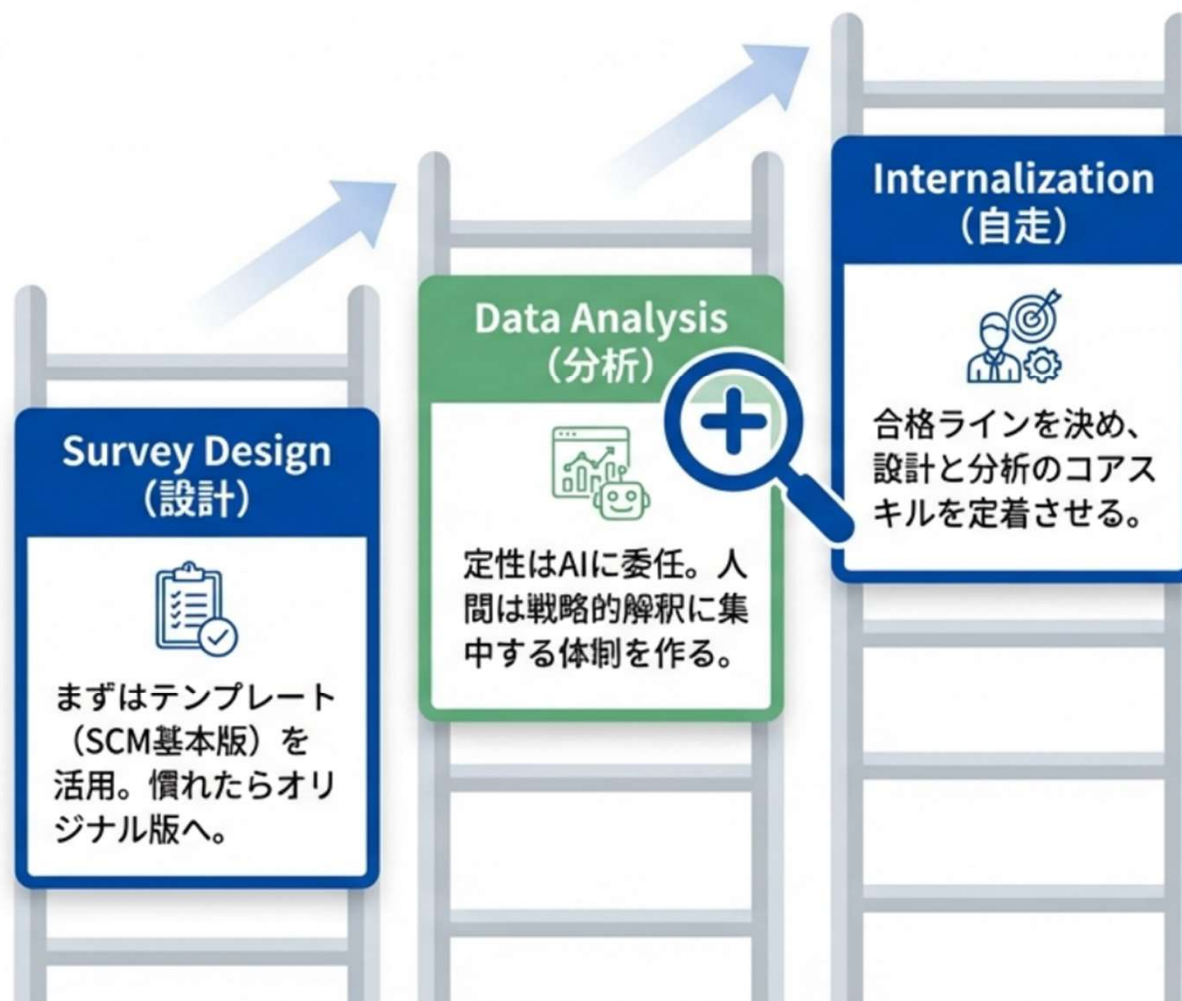 Survey Design
（設計）
まずはテンプレート
（SCM基本版）を
活用。慣れたらオリ
ジナル版へ。
Data Analysis
（分析）
定性はAIに委任。人
間は戦略的解釈に集
中する体制を作る。
Internalization
（自走）
合格ラインを決め、
設計と分析のコアス
キルを定着させる。